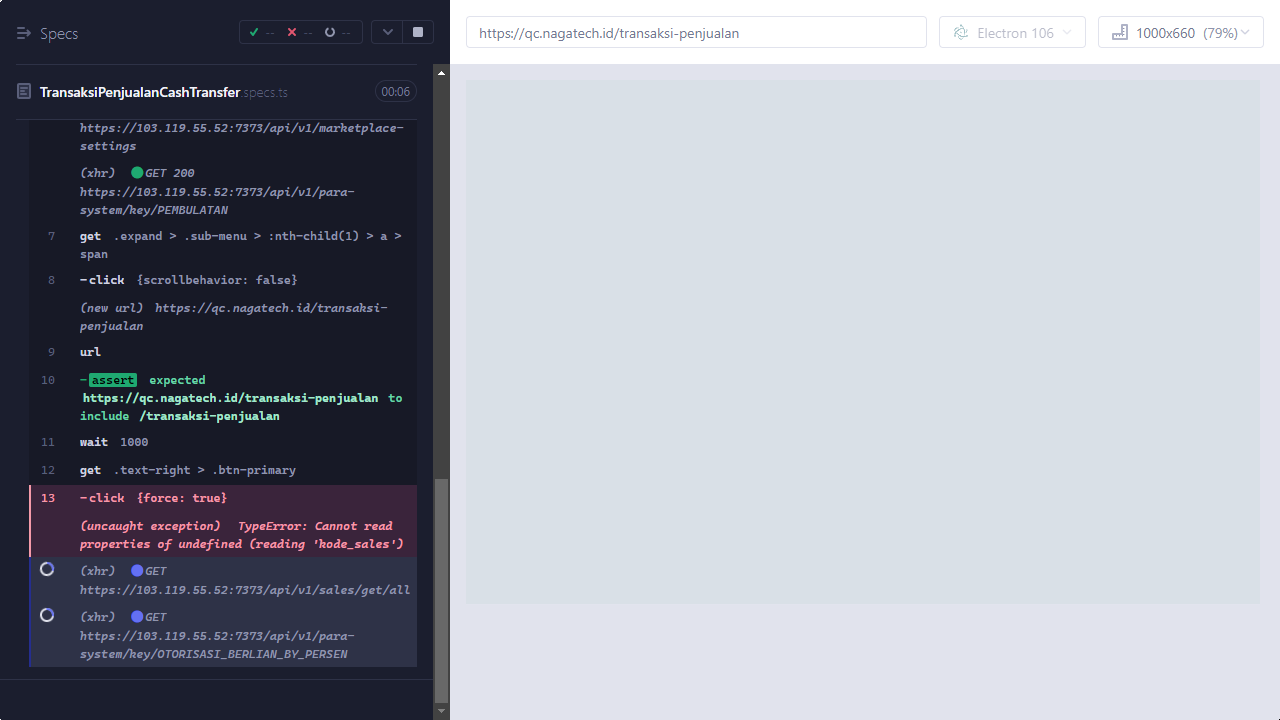 Specs
-- -- --
https://qc.nagatech.id/transaksi-penjualan
Electron 106
1000x660 (79%)
TransaksiPenjualanCashTransfer.specs.ts
00:06
https://103.119.55.52:7373/api/v1/marketplace-
settings
(xhr) GET 200
https://103.119.55.52:7373/api/v1/para-
system/key/PEMBULATAN
7 get .expand > .sub-menu > :nth-child(1) > a >
span
8 -click {scrollbehavior: false}
(new url) https://qc.nagatech.id/transaksi-
penjualan
9 url
10 -assert expected
https://qc.nagatech.id/transaksi-penjualan to
include /transaksi-penjualan
11 wait 1000
12 get .text-right > .btn-primary
13 -click {force: true}
(uncaught exception) TypeError: Cannot read
properties of undefined (reading 'kode_sales')
(xhr) GET
https://103.119.55.52:7373/api/v1/sales/get/all
(xhr) GET
https://103.119.55.52:7373/api/v1/para-
system/key/OTORISASI_BERLIAN_BY_PERSEN